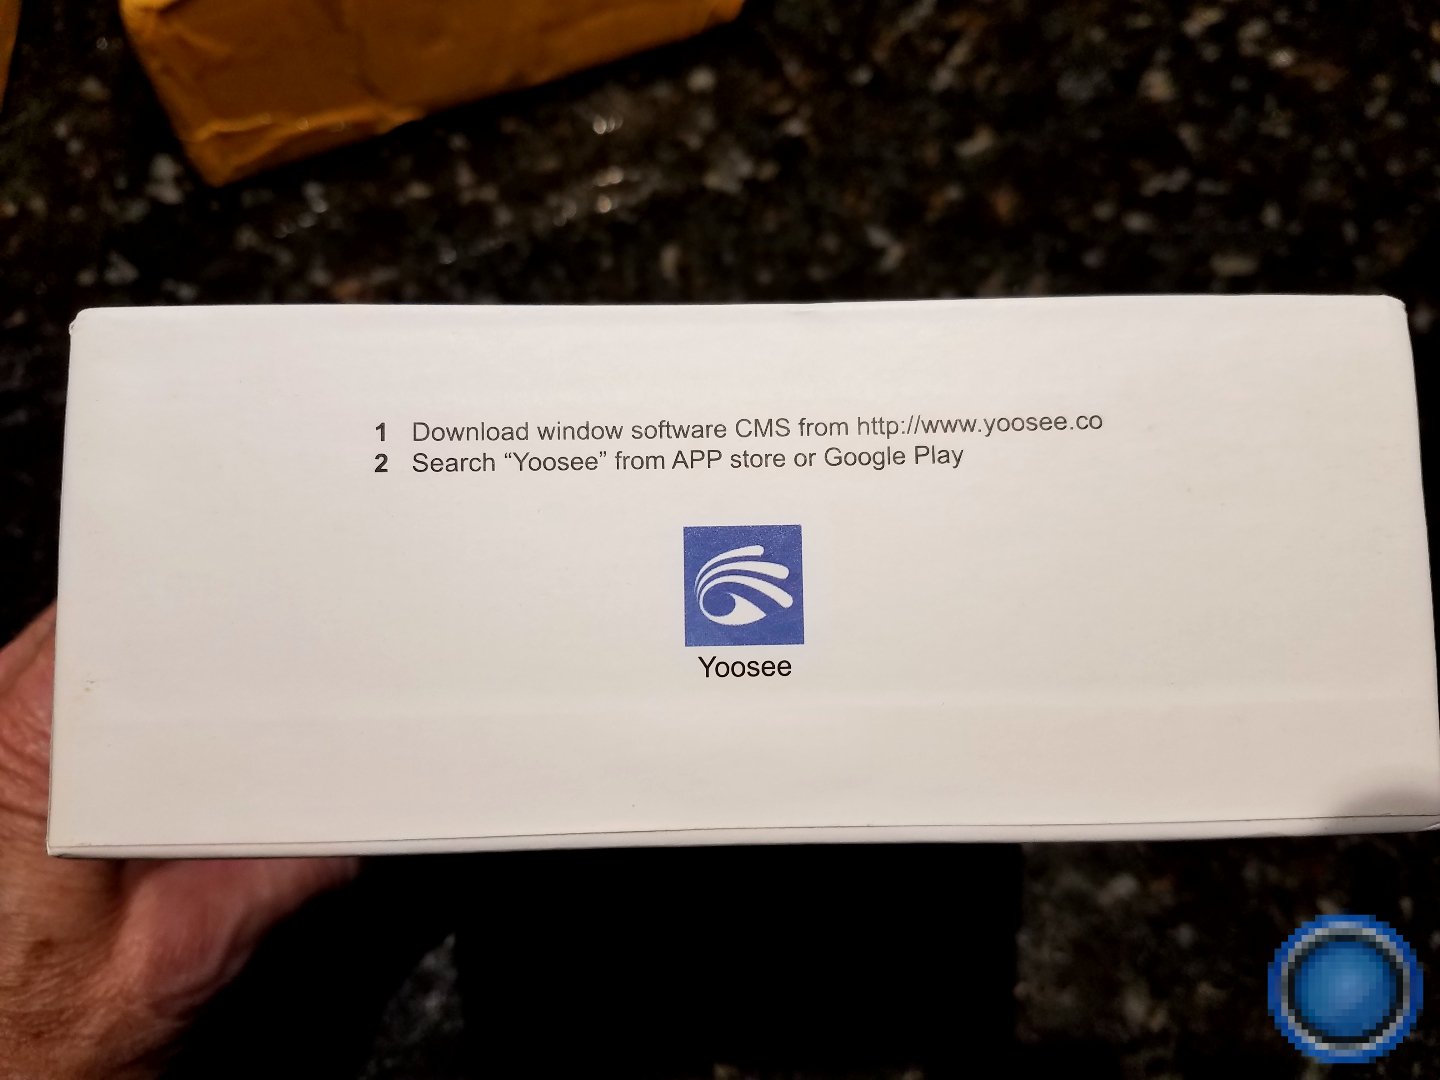 1 Download window software CMS from http://www.yoosee.co
2 Search “Yoosee” from APP store or Google Play
Yoosee